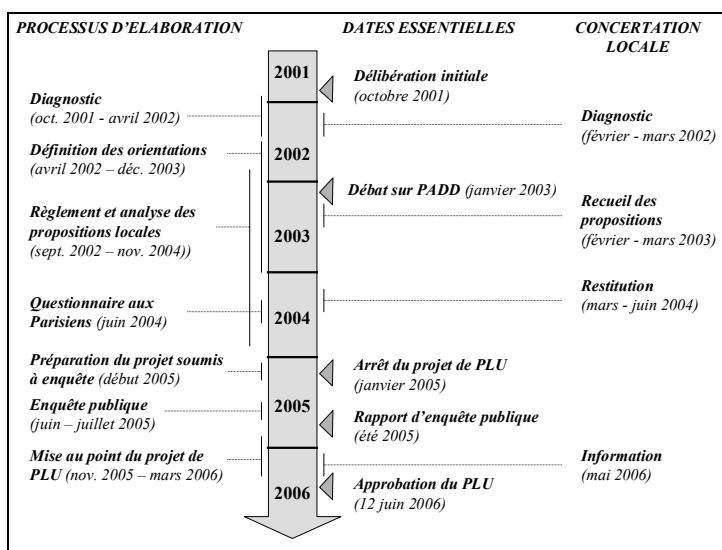 PROCESSUS D'ELABORATION
DATES ESSENTIELLES
CONCERTATION
LOCALE
2001
Délibération initiale
(octobre 2001)
Diagnostic
(oct. 2001 - avril 2002)
Diagnostic
(février - mars 2002)
2002
Définition des orientations
(avril 2002 – déc. 2003)
Débat sur PADD (janvier 2003)
Recueil des
propositions
(février - mars 2003)
Règlement et analyse des
propositions locales
(sept. 2002 – nov. 2004))
2003
Restitution
(mars - juin 2004)
Questionnaire aux
Parisiens (juin 2004)
2004
Préparation du projet soumis
à enquête (début 2005)
Arrêt du projet de PLU
(janvier 2005)
2005
Enquête publique
(juin – juillet 2005)
Rapport d'enquête publique
(été 2005)
Mise au point du projet de
PLU (nov. 2005 – mars 2006)
Information
(mai 2006)
2006
Approbation du PLU
(12 juin 2006)